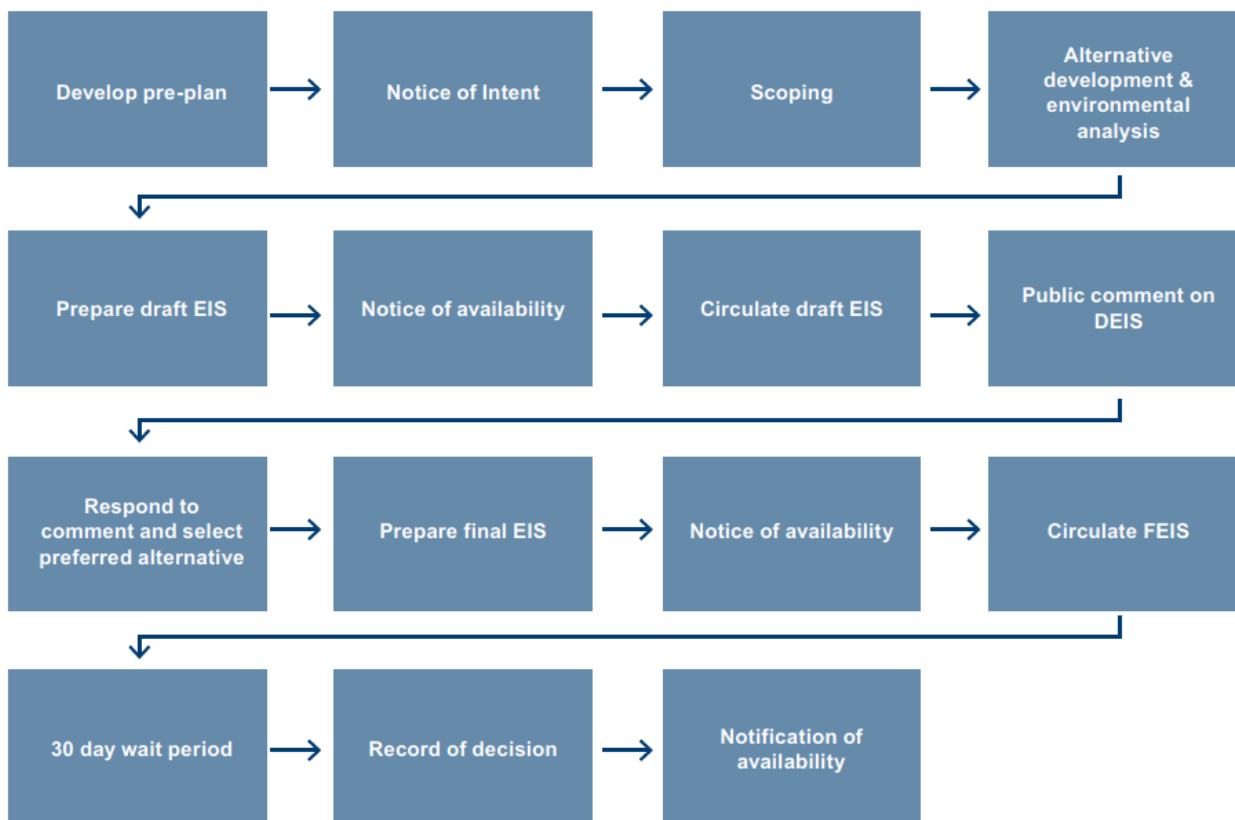 Develop pre-plan
Notice of Intent
Scoping
Alternative
development &
environmental
analysis
Prepare draft EIS
Notice of availability
Circulate draft EIS
Public comment on
DEIS
Respond to
comment and select
preferred alternative
Prepare final EIS
Notice of availability
Circulate FEIS
30 day wait period
Record of decision
Notification of
availability